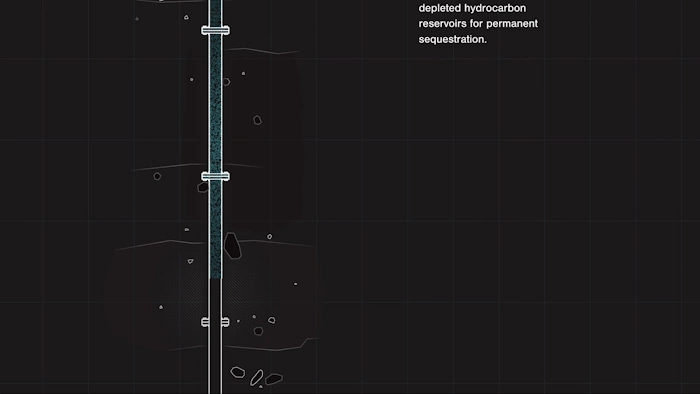 depleted hydrocarbon
reservoirs for permanent
sequestration.